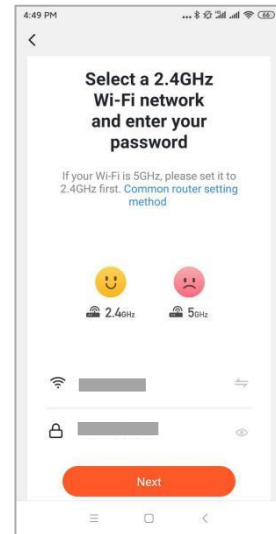 4:49 PM
66
Select a 2.4GHz
Wi-Fi network
and enter your
password
If your Wi-Fi is 5GHz, please set it to
2.4GHz first. Common router setting
method
2.4GHz 5GHz
Next